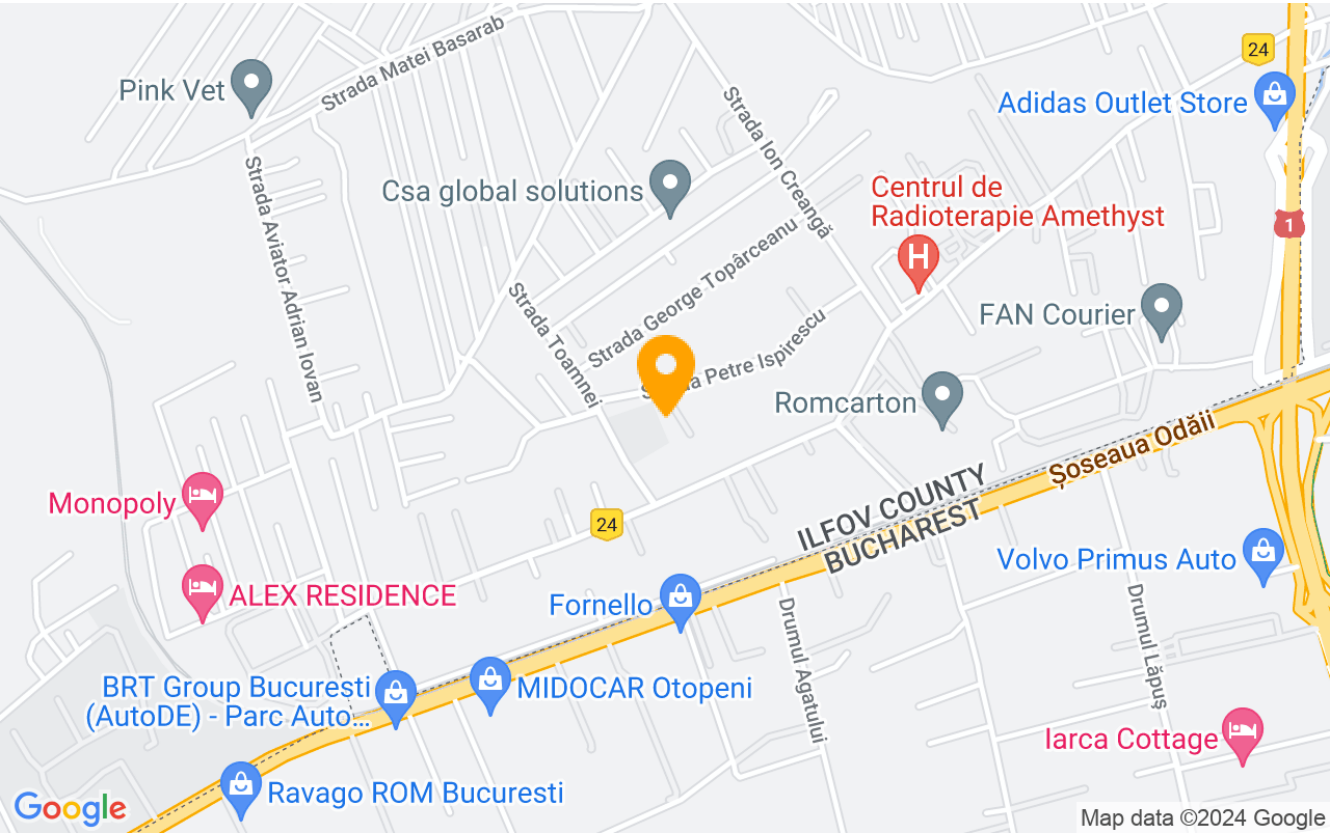 Strada Matei Basarab
24
Pink Vet
Adidas Outlet Store
Strada Ion Creangă
Csa global solutions
Centrul de
Radioterapie Amethyst
H
1
Strada Aviator Adrian Iovan
Strada George Topârceanu
Strada Toamnei
FAN Courier
Petre Ispirescu
Romcarton
Șoseaua Odăii
Monopoly
ILFOV COUNTY
BUCHAREST
24
Volvo Primus Auto
ALEX RESIDENCE
Fornello
Drumul Agatului
Drumul Lăpuș
BRT Group Bucuresti
(AutoDE) - Parc Auto...
MIDOCAR Otopeni
Iarca Cottage
Ravago ROM Bucuresti
Google
Map data ©2024 Google